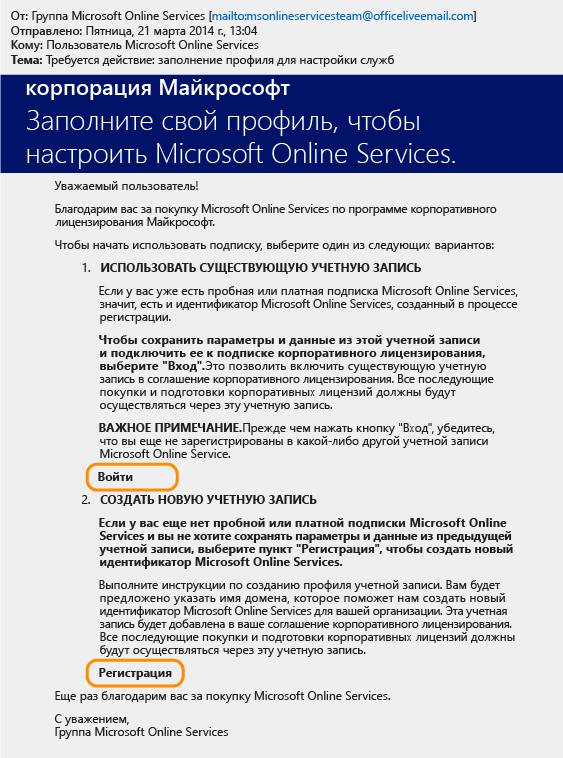 От: Группа Microsoft Online Services [mailto:msonlineservicesteam@officeliveemail.com]
Отправлено: Пятница, 21 марта 2014 г., 13:04
Кому: Пользователь Microsoft Online Services
Тема: Требуется действие: заполнение профиля для настройки служб
корпорация Майкрософт
Заполните свой профиль, чтобы
настроить Microsoft Online Services.
Уважаемый пользователь!
Благодарим вас за покупку Microsoft Online Services по программе корпоративного
лицензирования Майкрософт.
Чтобы начать использовать подписку, выберите один из следующих вариантов:
1. ИСПОЛЬЗОВАТЬ СУЩЕСТВУЮЩУЮ УЧЕТНУЮ ЗАПИСЬ
Если у вас уже есть пробная или платная подписка Microsoft Online Services,
значит, есть и идентификатор Microsoft Online Services, созданный в процессе
регистрации.
Чтобы сохранить параметры и данные из этой учетной записи
и подключить ее к подписке корпоративного лицензирования,
выберите "Вход".Это позволить включить существующую учетную
запись в соглашение корпоративного лицензирования. Все последующие
покупки и подготовки корпоративных лицензий должны будут
осуществляться через эту учетную запись.
ВАЖНОЕ ПРИМЕЧАНИЕ.Прежде чем нажать кнопку "Вход", убедитесь,
что вы еще не зарегистрированы в какой-либо другой учетной записи
Microsoft Online Service.
Войти
2. СОЗДАТЬ НОВУЮ УЧЕТНУЮ ЗАПИСЬ
Если у вас еще нет пробной или платной подписки Microsoft Online
Services и вы не хотите сохранять параметры и данные из предыдущей
учетной записи, выберите пункт "Регистрация", чтобы создать новый
идентификатор Microsoft Online Services.
Выполните инструкции по созданию профиля учетной записи. Вам будет
предложено указать имя домена, которое поможет нам создать новый
идентификатор Microsoft Online Services для вашей организации. Эта учетная
запись будет добавлена в ваше соглашение корпоративного лицензирования.
Все последующие покупки и подготовки корпоративных лицензий должны
будут осуществляться через эту учетную запись.
Регистрация
Еще раз благодарим вас за покупку Microsoft Online Services.
С уважением,
Группа Microsoft Online Services